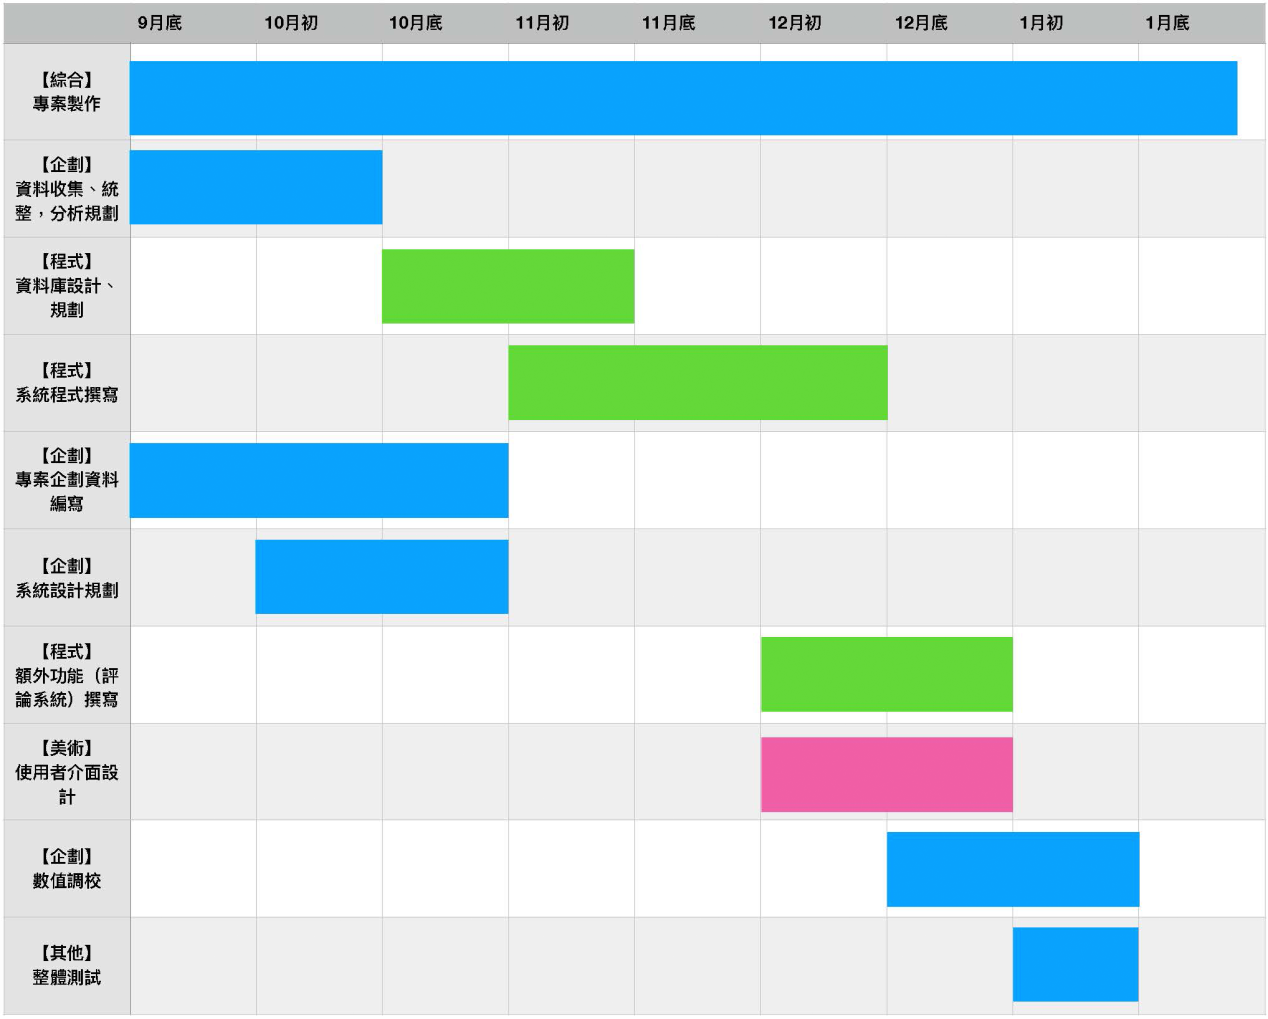 9月底 10月初 10月底 11月初 11月底 12月初 12月底 1月初 1月底
【綜合】
專案製作
【企劃】
資料收集、統
整，分析規劃
【程式】
資料庫設計、
規劃
【程式】
系統程式撰寫
【企劃】
專案企劃資料
編寫
【企劃】
系統設計規劃
【程式】
額外功能（評
論系統）撰寫
【美術】
使用者介面設
計
【企劃】
數值調校
【其他】
整體測試